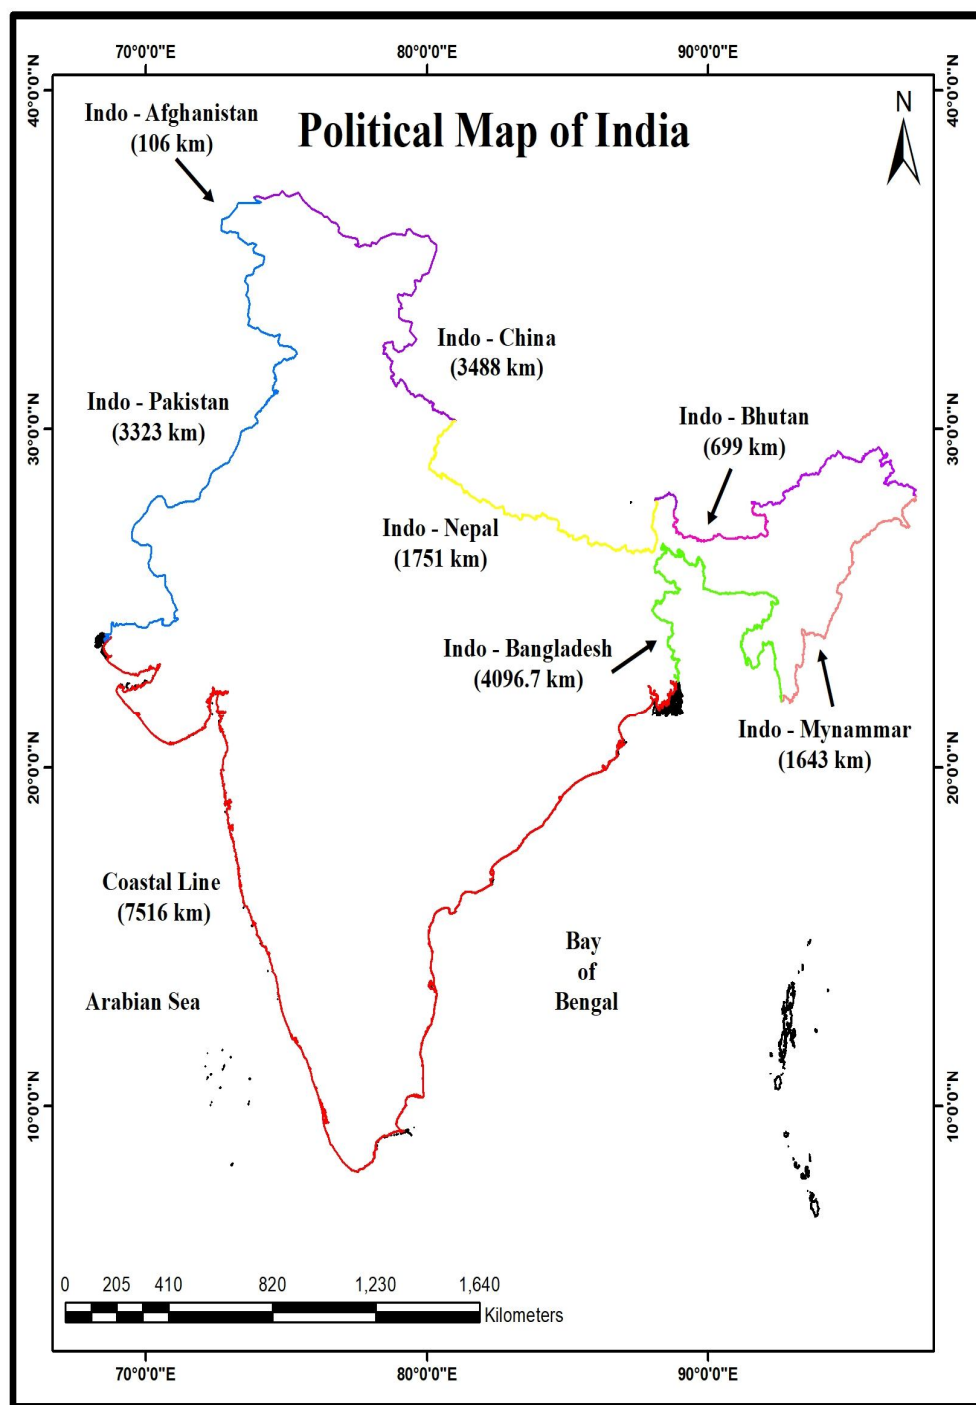 70°0'0"E 80°0'0"E 90°0'0"E
40°0'0"N
40°0'0"N
Indo - Afghanistan
(106 km)
Political Map of India
N
Indo - China
(3488 km)
Indo - Pakistan
(3323 km)
Indo - Bhutan
(699 km)
30°0'0"N
30°0'0"N
Indo - Nepal
(1751 km)
Indo - Bangladesh
(4096.7 km)
Indo - Mynammar
(1643 km)
20°0'0"N
20°0'0"N
Coastal Line
(7516 km)
Bay
of
Bengal
Arabian Sea
10°0'0"N
10°0'0"N
0 205 410 820 1,230 1,640
Kilometers
70°0'0"E 80°0'0"E 90°0'0"E